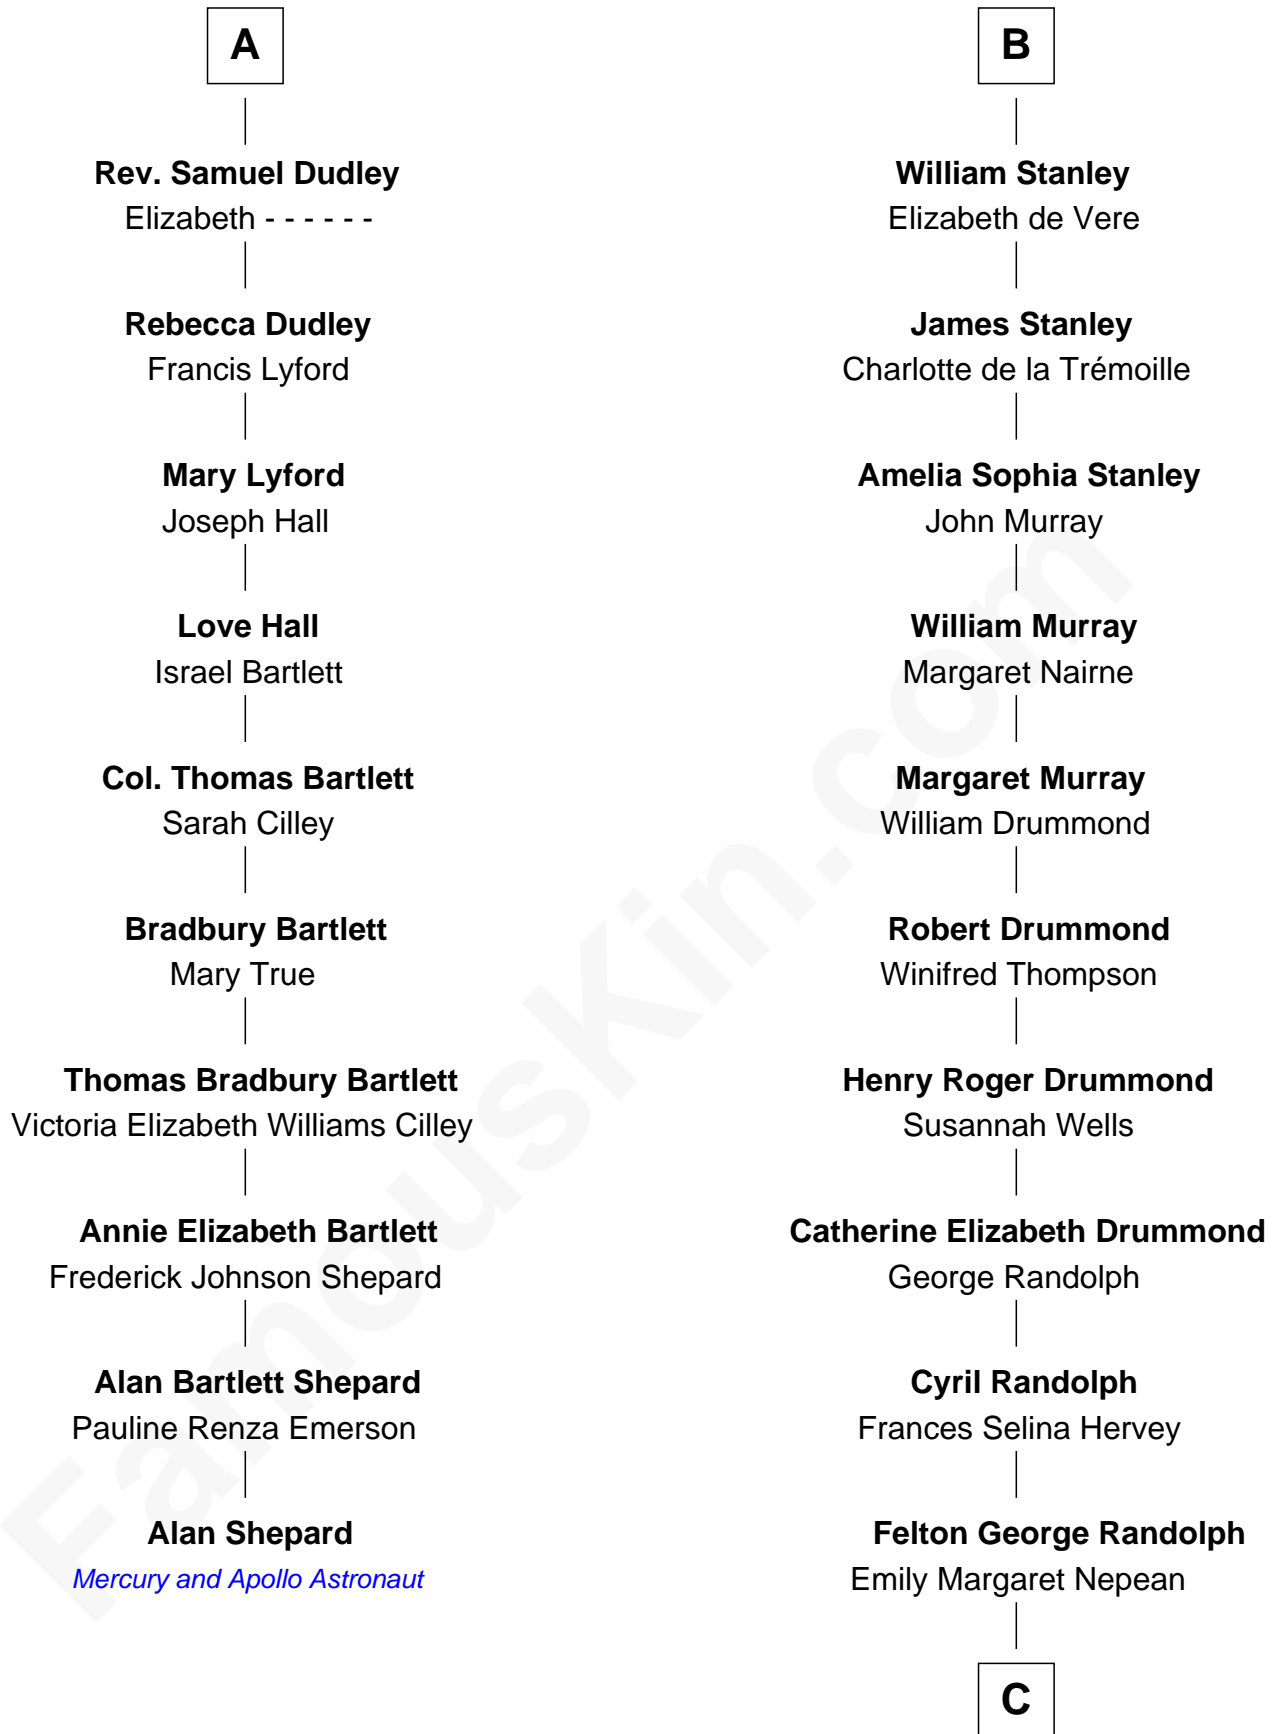 A
Rev. Samuel Dudley
Elizabeth - - - - - -
Rebecca Dudley
Francis Lyford
Mary Lyford
Joseph Hall
Love Hall
Israel Bartlett
Col. Thomas Bartlett
Sarah Cilley
Bradbury Bartlett
Mary True
Thomas Bradbury Bartlett
Victoria Elizabeth Williams Cilley
Annie Elizabeth Bartlett
Frederick Johnson Shepard
Alan Bartlett Shepard
Pauline Renza Emerson
Alan Shepard
Mercury and Apollo Astronaut
B
William Stanley
Elizabeth de Vere
James Stanley
Charlotte de la Trémoille
Amelia Sophia Stanley
John Murray
William Murray
Margaret Nairne
Margaret Murray
William Drummond
Robert Drummond
Winifred Thompson
Henry Roger Drummond
Susannah Wells
Catherine Elizabeth Drummond
George Randolph
Cyril Randolph
Frances Selina Hervey
Felton George Randolph
Emily Margaret Nepean
C
FamousKin.com